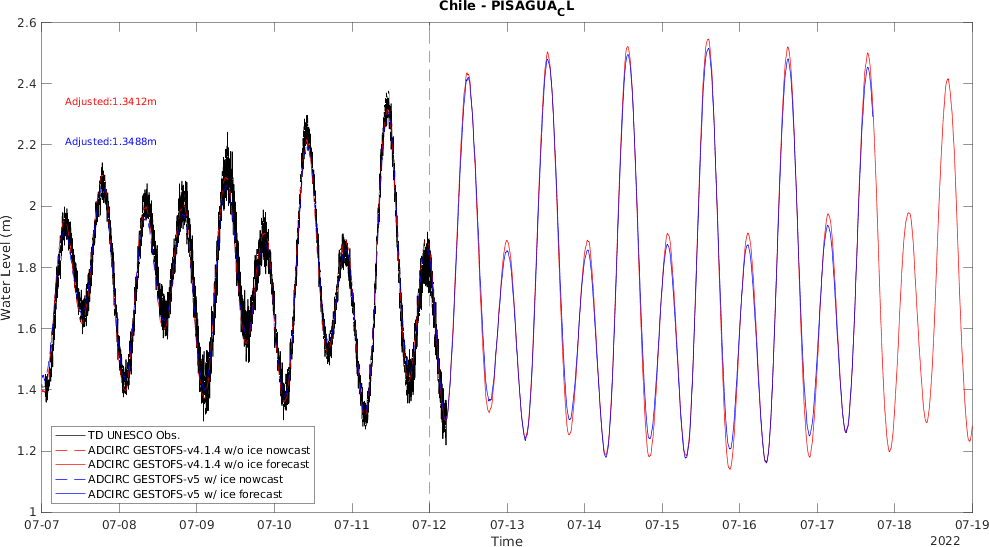 Chile - PISAGUA_CL
2.6
2.4
2.2
2
1.8
1.6
1.4
1.2
1
Water Level (m)
Adjusted:1.3412m
Adjusted:1.3488m
TD UNESCO Obs.
ADCIRC GESTOFS-v4.1.4 w/o ice nowcast
ADCIRC GESTOFS-v4.1.4 w/o ice forecast
ADCIRC GESTOFS-v5 w/ ice nowcast
ADCIRC GESTOFS-v5 w/ ice forecast
07-07 07-08 07-09 07-10 07-11 07-12 07-13 07-14 07-15 07-16 07-17 07-18 07-19
Time
2022